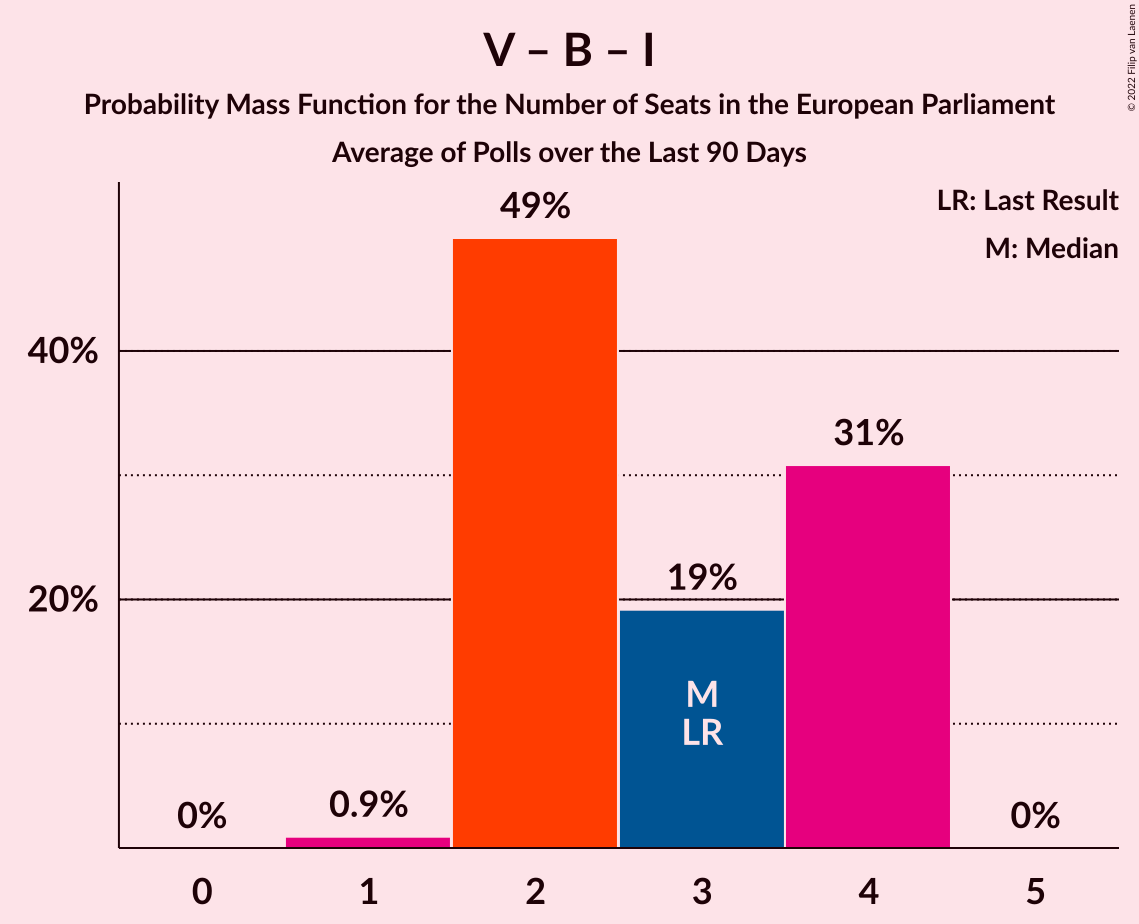 V – B – I
Probability Mass Function for the Number of Seats in the European Parliament
Average of Polls over the Last 90 Days
© 2022 Filip van Laenen
LR: Last Result
M: Median
49%
40%
31%
20%
19%
M
LR
0%
0.9%
0%
0 1 2 3 4 5